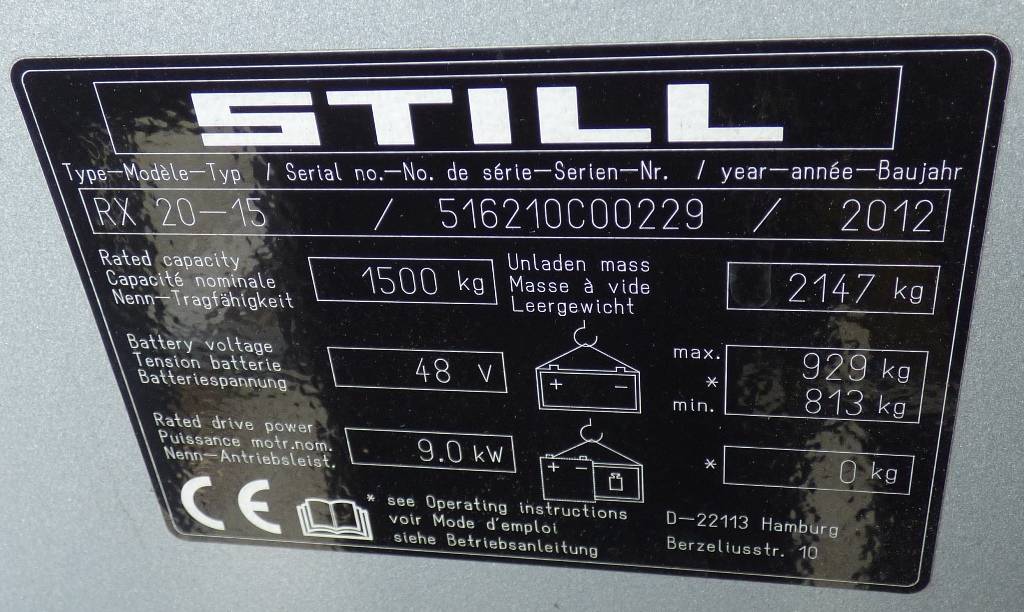 STILL
Type-Modèle-Typ / Serial no.-No. de série-Serien-Nr. / year-année-Baujahr
RX 20-15 / 516210C00229 / 2012
Rated capacity
Capacité nominale
Nenn-Tragfähigkeit
1500 kg
Unladen mass
Masse à vide
Leergewicht
2147 kg
Battery voltage
Tension batterie
Batteriespannung
48 V
max. 929 kg
*
min. 813 kg
Rated drive power
Puissance motr.nom.
Nenn-Antriebsleist.
9.0 kW
* 0 kg
CE
* see Operating instructions
voir Mode d'emploi
siehe Betriebsanleitung
D-22113 Hamburg
Berzeliusstr. 10